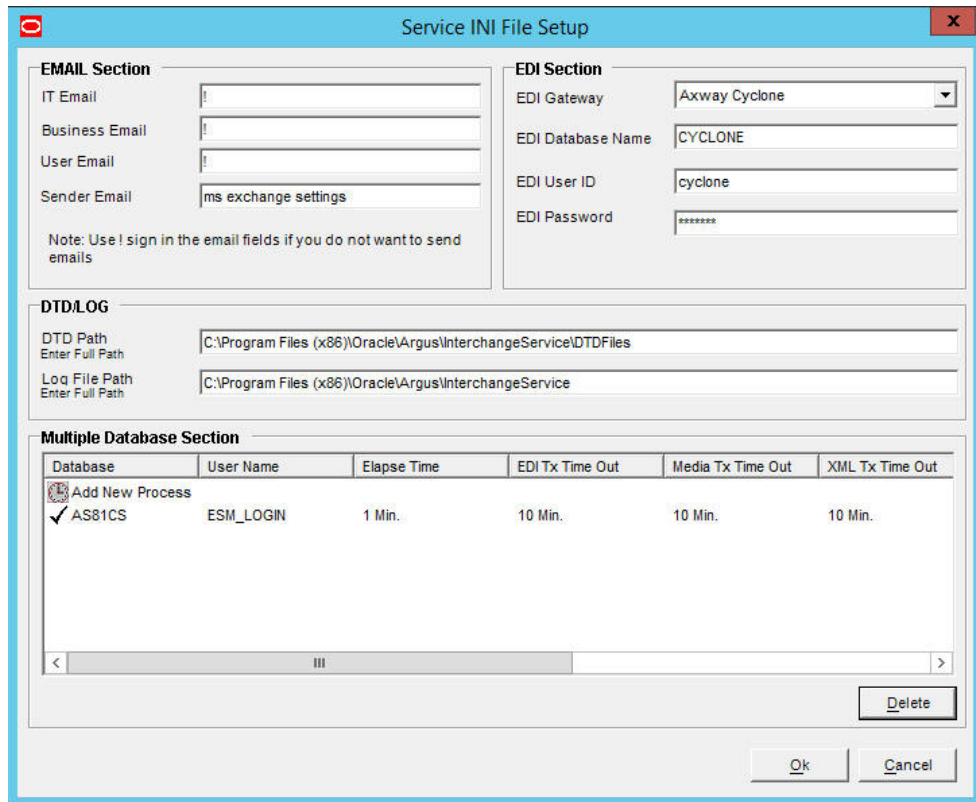 Service INI File Setup
x
EMAIL Section
IT Email
!
Business Email
!
User Email
!
Sender Email
ms exchange settings
Note: Use ! sign in the email fields if you do not want to send
emails
EDI Section
EDI Gateway
Axway Cyclone
EDI Database Name
CYCLONE
EDI User ID
cyclone
EDI Password
*******
DTD/LOG
DTD Path
Enter Full Path
C:\Program Files (x86)\Oracle\Argus\InterchangeService\DTDFiles
Log File Path
Enter Full Path
C:\Program Files (x86)\Oracle\Argus\InterchangeService
Multiple Database Section
Database User Name Elapse Time EDI Tx Time Out Media Tx Time Out XML Tx Time Out
Add New Process
AS81CS ESM_LOGIN 1 Min. 10 Min. 10 Min. 10 Min.
Delete
Ok Cancel